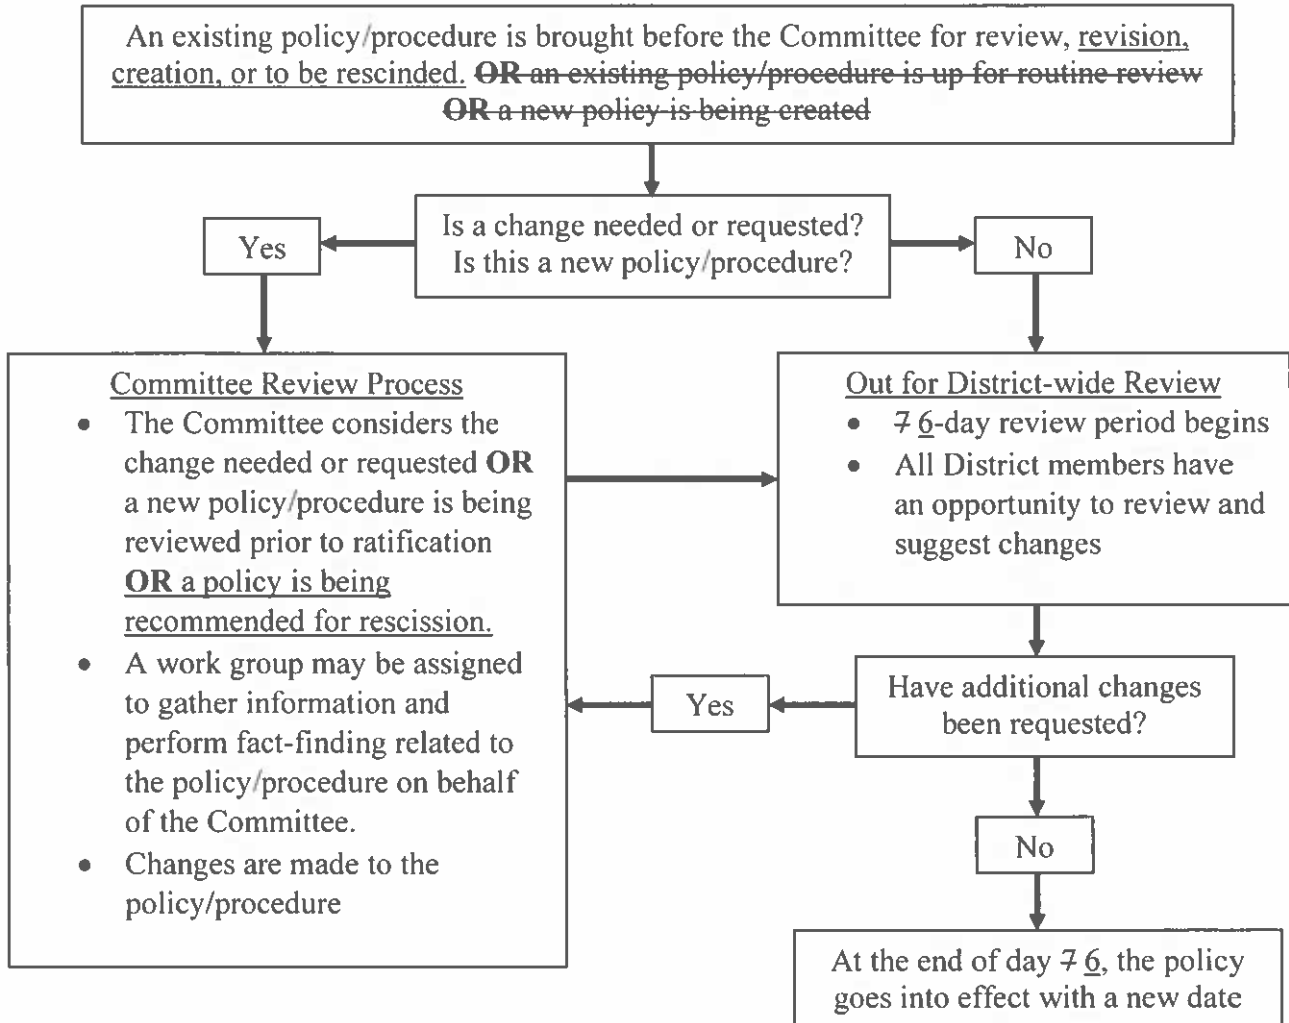 An existing policy/procedure is brought before the Committee for review, revision,
creation, or to be rescinded. OR an existing policy/procedure is up for routine review
OR a new policy is being created
Is a change needed or requested?
Is this a new policy/procedure?
Yes
No
Committee Review Process
• The Committee considers the
change needed or requested OR
a new policy/procedure is being
reviewed prior to ratification
OR a policy is being
recommended for rescission.
• A work group may be assigned
to gather information and
perform fact-finding related to
the policy/procedure on behalf
of the Committee.
• Changes are made to the
policy/procedure
Out for District-wide Review
• 7 6-day review period begins
• All District members have
an opportunity to review and
suggest changes
Have additional changes
been requested?
Yes
No
At the end of day 7 6, the policy
goes into effect with a new date